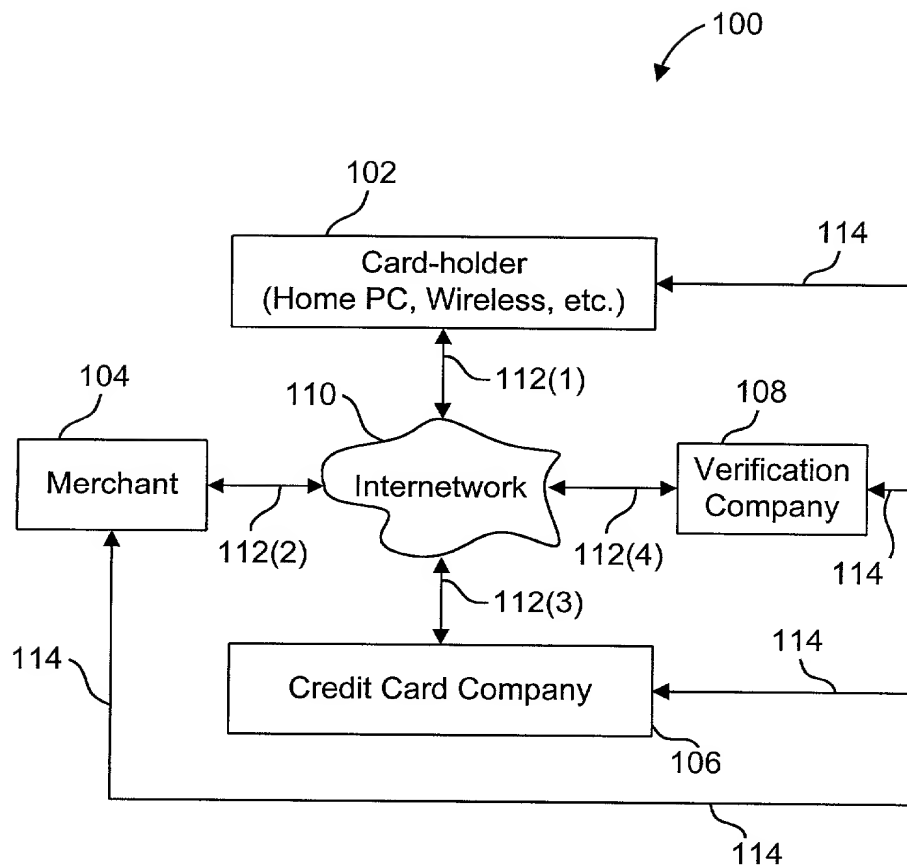 100
102
Card-holder
(Home PC, Wireless, etc.)
114
112(1)
104
110
108
Merchant
Internetwork
Verification
Company
112(2)
112(4)
114
112(3)
114
114
Credit Card Company
106
114